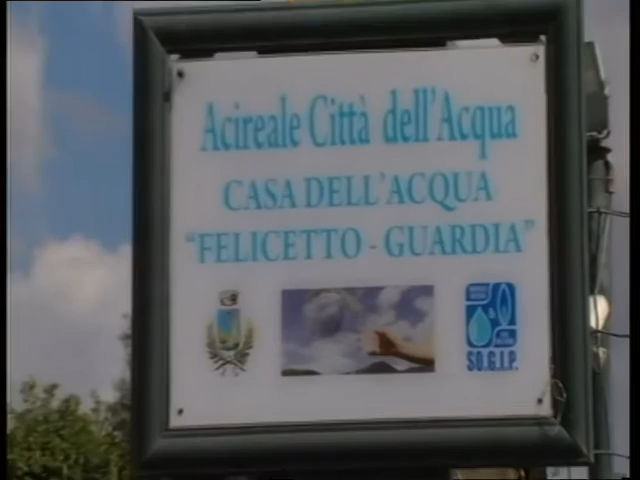 Acireale Città dell'Acqua
CASA DELL'ACQUA
"FELICETTO - GUARDIA"
SO.G.I.P.